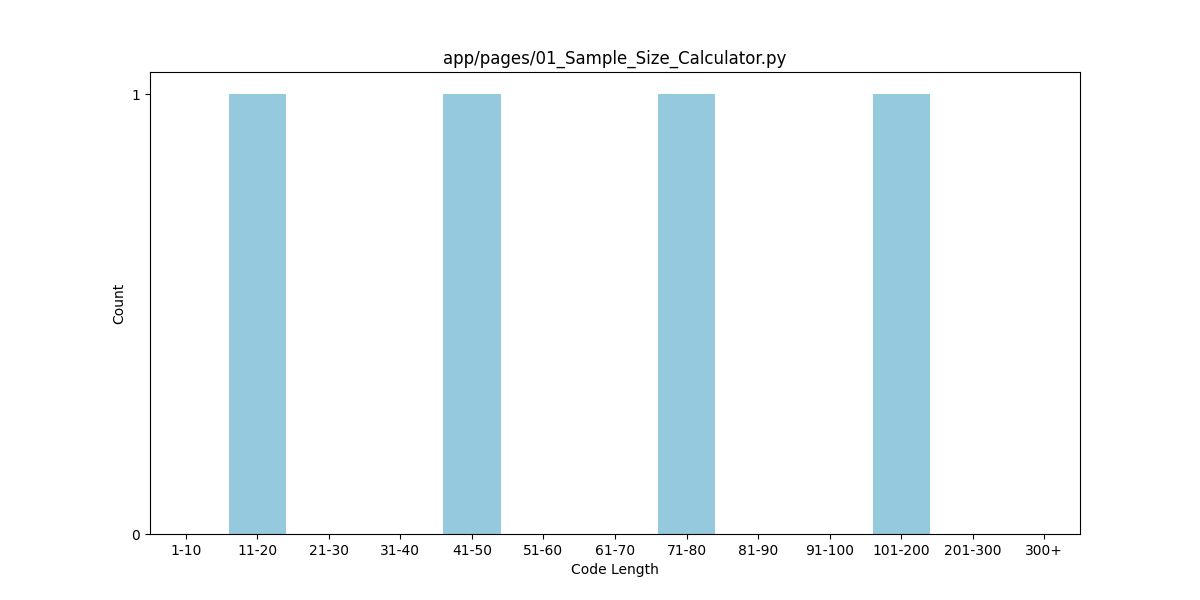 app/pages/01_Sample_Size_Calculator.py
1
Count
0
1-10 11-20 21-30 31-40 41-50 51-60 61-70 71-80 81-90 91-100 101-200 201-300 300+
Code Length